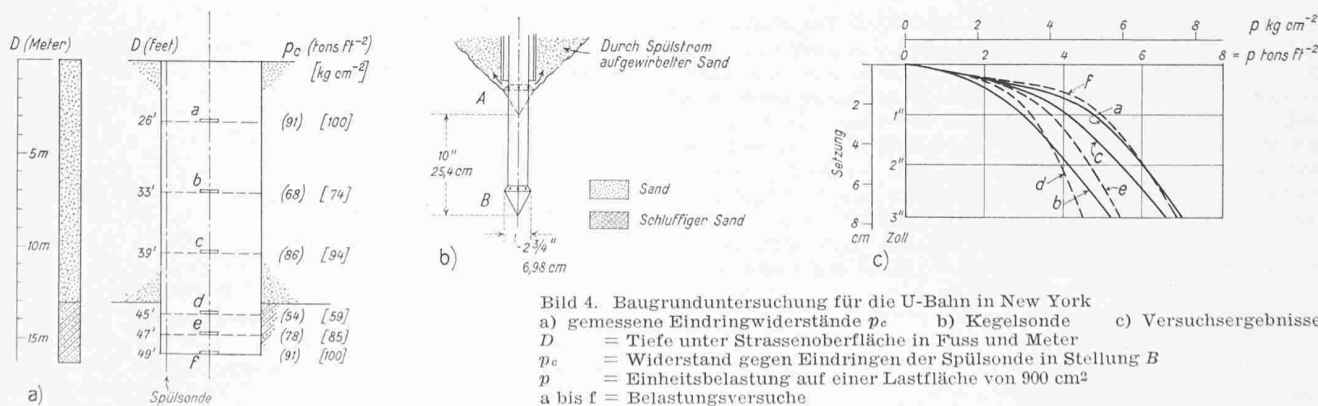 D (Meter)
D (feet)
pc (tons ft⁻²)
[kg cm⁻²]
a
26'
(91) [100]
5m
b
33'
(68) [74]
10m
c
39'
(86) [94]
d
45'
(54) [59]
e
47'
(78) [85]
15m
49'
f
(91) [100]
a)
Spülsonde
Durch Spülstrom
aufgewirbelter Sand
A
10"
25,4 cm
B
Sand
Schluffiger Sand
2 3/4"
6,98 cm
b)
0 2 4 6
p kg cm⁻²
0 2 4 6 8
= p tons ft⁻²
Setzung
2
4
6
8
cm
1"
2"
3"
Zoll
f
a
c
d
b
e
c)
Bild 4. Baugrunduntersuchung für die U-Bahn in New York
a) gemessene Eindringwiderstände pc b) Kegelsonde c) Versuchsergebnisse
D = Tiefe unter Strassenoberfläche in Fuss und Meter
pc = Widerstand gegen Eindringen der Spülsonde in Stellung B
p = Einheitsbelastung auf einer Lastfläche von 900 cm²
a bis f = Belastungsversuche